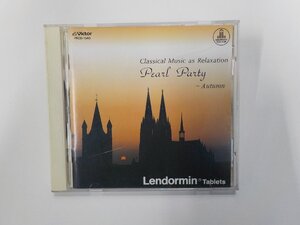 Victor
Classical Music as Relaxation
Pearl Party
~ Autumn
Lendormin® Tablets